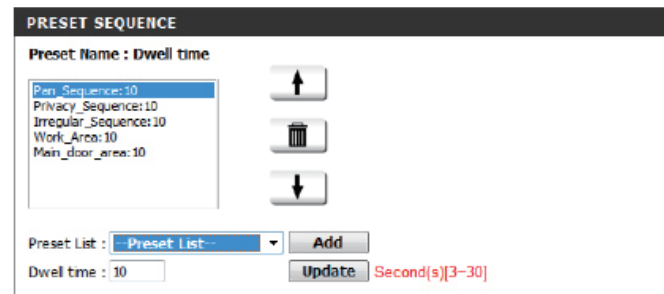 PRESET SEQUENCE
Preset Name : Dwell time
Pan_Sequence:10
Privacy_Sequence:10
Irregular_Sequence:10
Work_Area:10
Main_door_area:10
Preset List : --Preset List-- Add
Dwell time : 10 Update Second(s)[3~30]